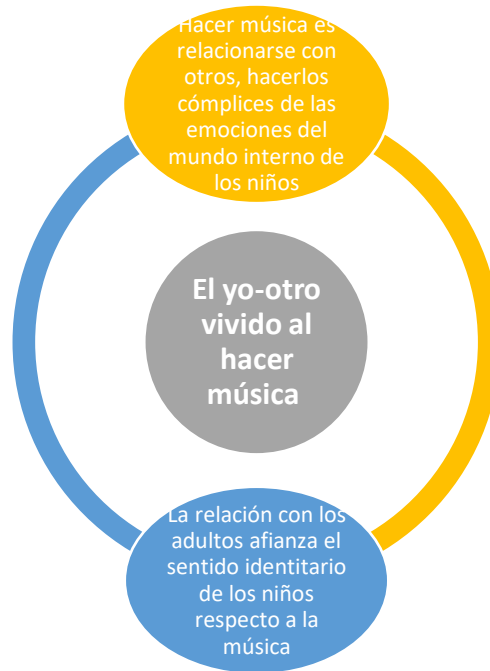 Hacer música es
relacionarse con
otros, hacerlos
cómplices de las
emociones del
mundo interno de
los niños
El yo-otro
vivido al
hacer
música
La relación con los
adultos afianza el
sentido identitario
de los niños
respecto a la
música